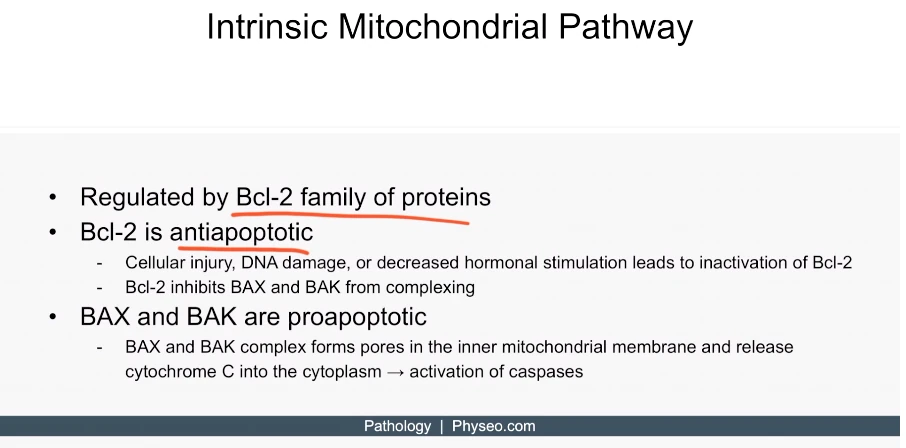 Intrinsic Mitochondrial Pathway
• Regulated by Bcl-2 family of proteins
• Bcl-2 is antiapoptotic
- Cellular injury, DNA damage, or decreased hormonal stimulation leads to inactivation of Bcl-2
- Bcl-2 inhibits BAX and BAK from complexing
• BAX and BAK are proapoptotic
- BAX and BAK complex forms pores in the inner mitochondrial membrane and release
cytochrome C into the cytoplasm → activation of caspases
Pathology | Physeo.com